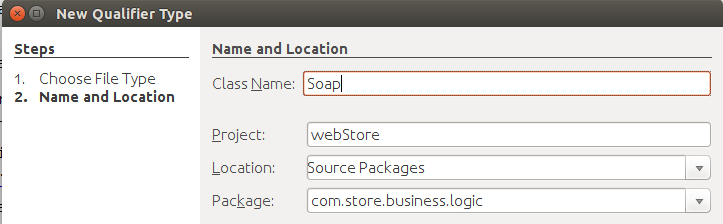 New Qualifier Type
Steps
1. Choose File Type
2. Name and Location
Name and Location
Class Name: Soap
Project: webStore
Location: Source Packages
Package: com.store.business.logic